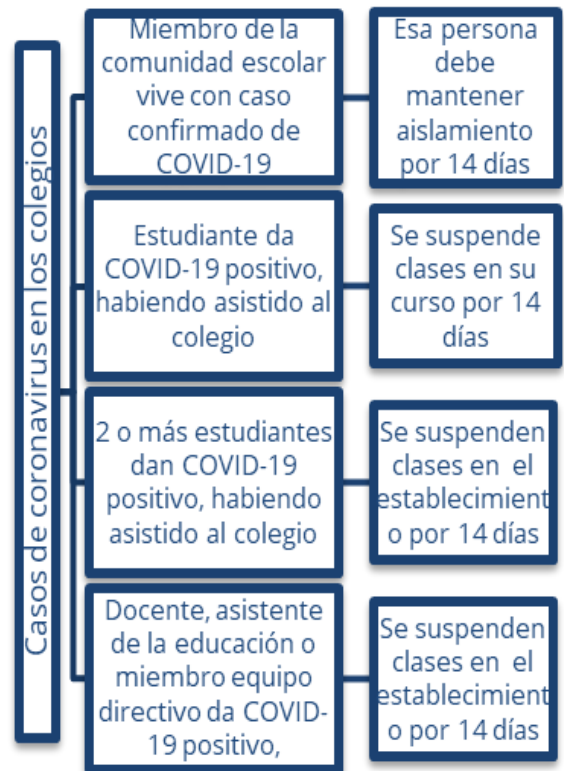 Casos de coronavirus en los colegios
Miembro de la
comunidad escolar
vive con caso
confirmado de
COVID-19
Esa persona
debe
mantener
aislamiento
por 14 días
Estudiante da
COVID-19 positivo,
habiendo asistido al
colegio
Se suspende
clases en su
curso por 14
días
2 o más estudiantes
dan COVID-19
positivo, habiendo
asistido al colegio
Se suspenden
clases en el
establecimient
o por 14 días
Docente, asistente
de la educación o
miembro equipo
directivo da COVID-
19 positivo,
Se suspenden
clases en el
establecimient
o por 14 días